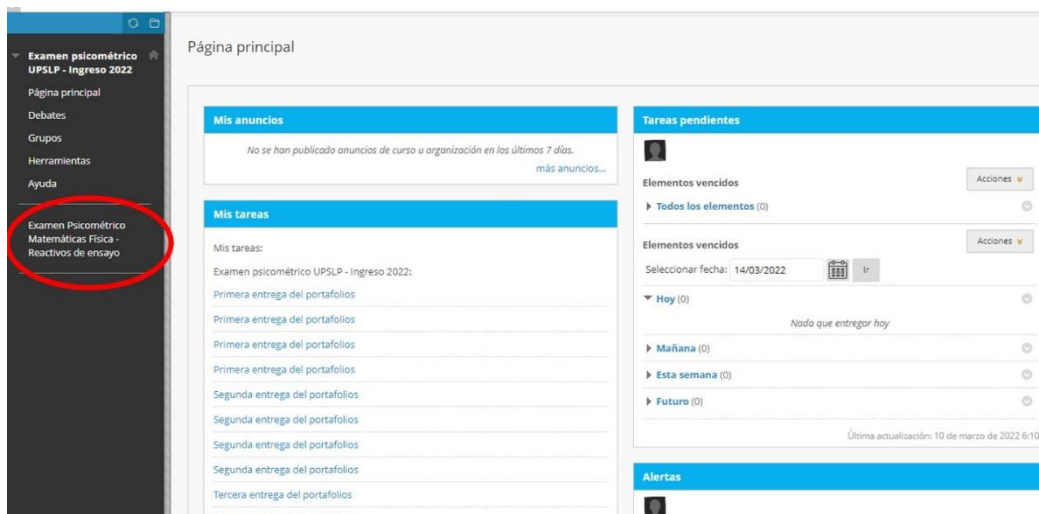 Examen psicométrico
UPSLP - Ingreso 2022
Página principal
Debates
Grupos
Herramientas
Ayuda
Examen Psicométrico
Matemáticas Física -
Reactivos de ensayo
Página principal
Mis anuncios
No se han publicado anuncios de curso u organización en los últimos 7 días.
más anuncios...
Mis tareas
Mis tareas:
Examen psicométrico UPSLP - Ingreso 2022:
Primera entrega del portafolios
Primera entrega del portafolios
Primera entrega del portafolios
Primera entrega del portafolios
Segunda entrega del portafolios
Segunda entrega del portafolios
Segunda entrega del portafolios
Segunda entrega del portafolios
Tercera entrega del portafolios
Tareas pendientes
Acciones
Elementos vencidos
Todos los elementos (0)
Acciones
Elementos vencidos
Seleccionar fecha: 14/03/2022 Ir
Hoy (0)
Nada que entregar hoy
Mañana (0)
Esta semana (0)
Futuro (0)
Última actualización: 10 de marzo de 2022 6:10
Alertas